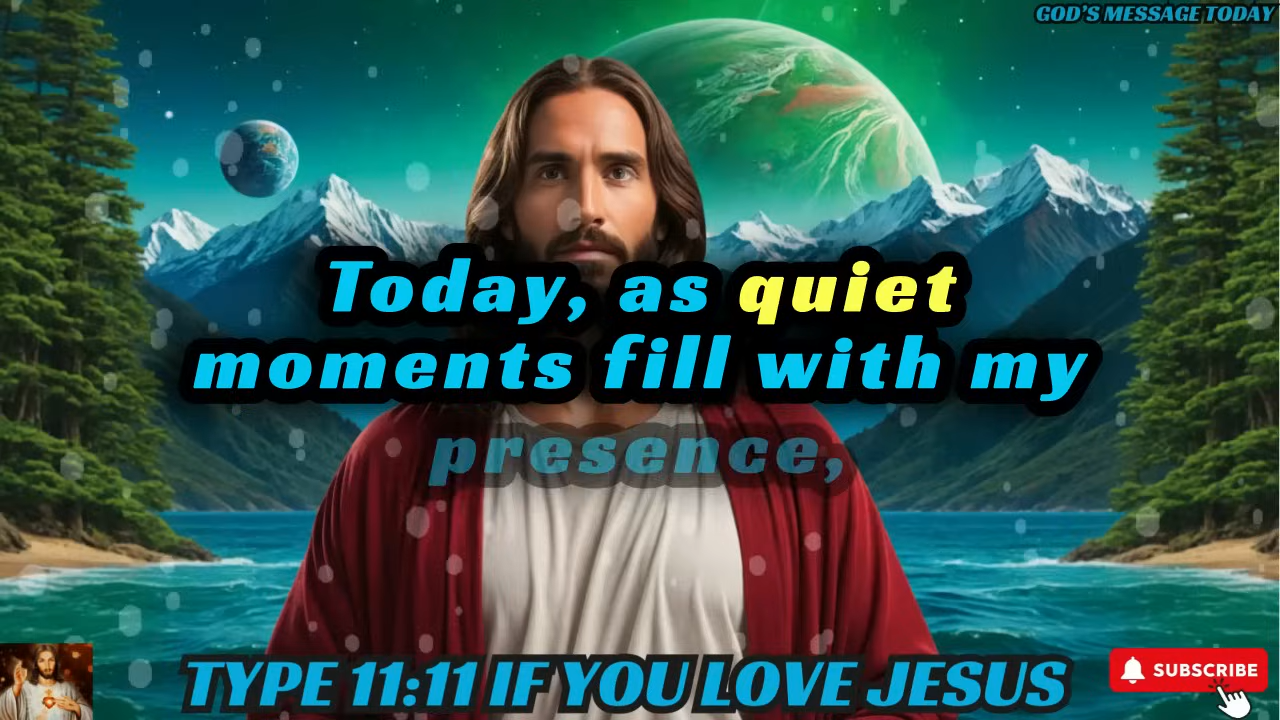 GOD'S MESSAGE TODAY
Today, as quiet
moments fill with my
presence,
TYPE 11:11 IF YOU LOVE JESUS
SUBSCRIBE